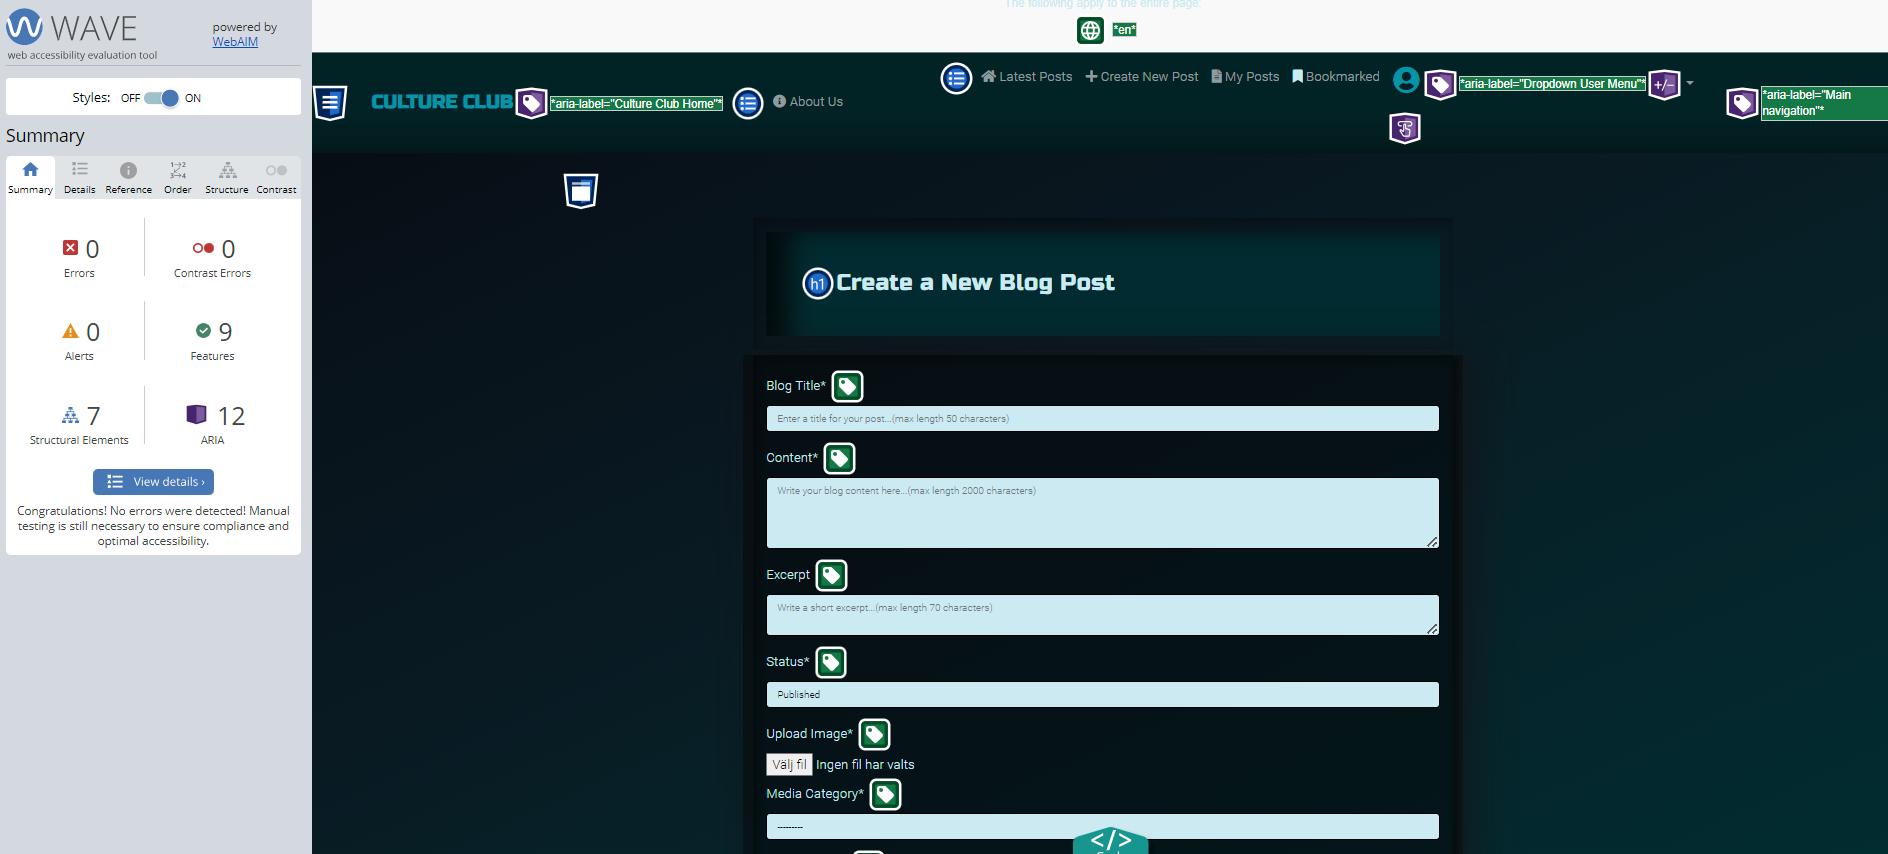 WAVE
web accessibility evaluation tool
powered by
WebAIM
Styles: OFF ON
Summary
Summary Details Reference Order Structure Contrast
0 Errors
0 Contrast Errors
0 Alerts
9 Features
7 Structural Elements
12 ARIA
View details ›
Congratulations! No errors were detected! Manual
testing is still necessary to ensure compliance and
optimal accessibility.
The following apply to the entire page:
*en*
CULTURE CLUB *aria-label="Culture Club Home"* About Us
Latest Posts Create New Post My Posts Bookmarked *aria-label="Dropdown User Menu"* +/-
*aria-label="Main
navigation"*
h1 Create a New Blog Post
Blog Title*
Enter a title for your post...(max length 50 characters)
Content*
Write your blog content here...(max length 2000 characters)
Excerpt
Write a short excerpt...(max length 70 characters)
Status*
Published
Upload Image*
Välj fil Ingen fil har valts
Media Category*
---------
</>